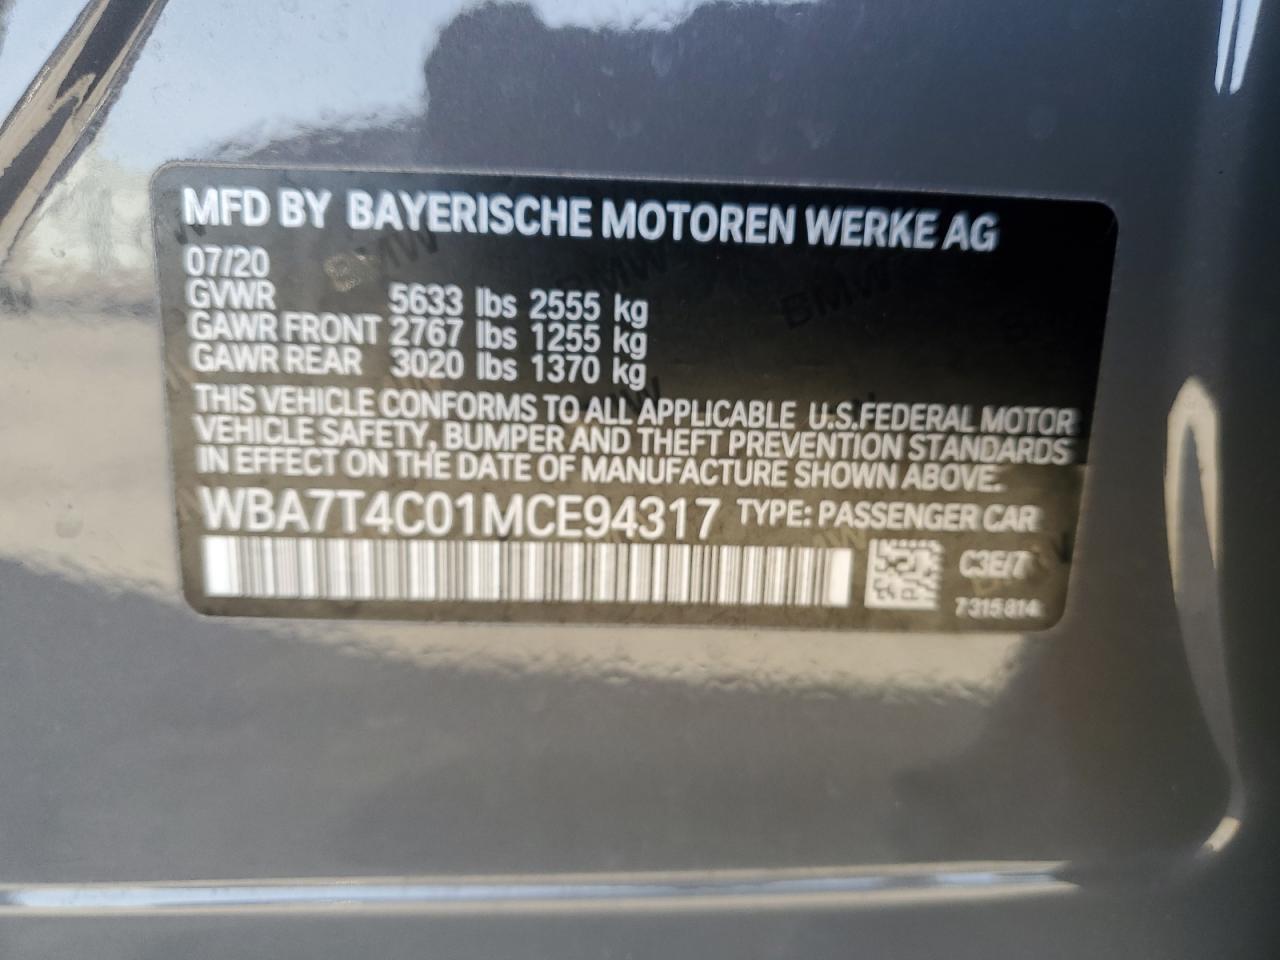 MFD BY BAYERISCHE MOTOREN WERKE AG
07/20
GVWR 5633 lbs 2555 kg
GAWR FRONT 2767 lbs 1255 kg
GAWR REAR 3020 lbs 1370 kg
THIS VEHICLE CONFORMS TO ALL APPLICABLE U.S.FEDERAL MOTOR
VEHICLE SAFETY, BUMPER AND THEFT PREVENTION STANDARDS
IN EFFECT ON THE DATE OF MANUFACTURE SHOWN ABOVE.
WBA7T4C01MCE94317 TYPE: PASSENGER CAR
C3E/7
7315814